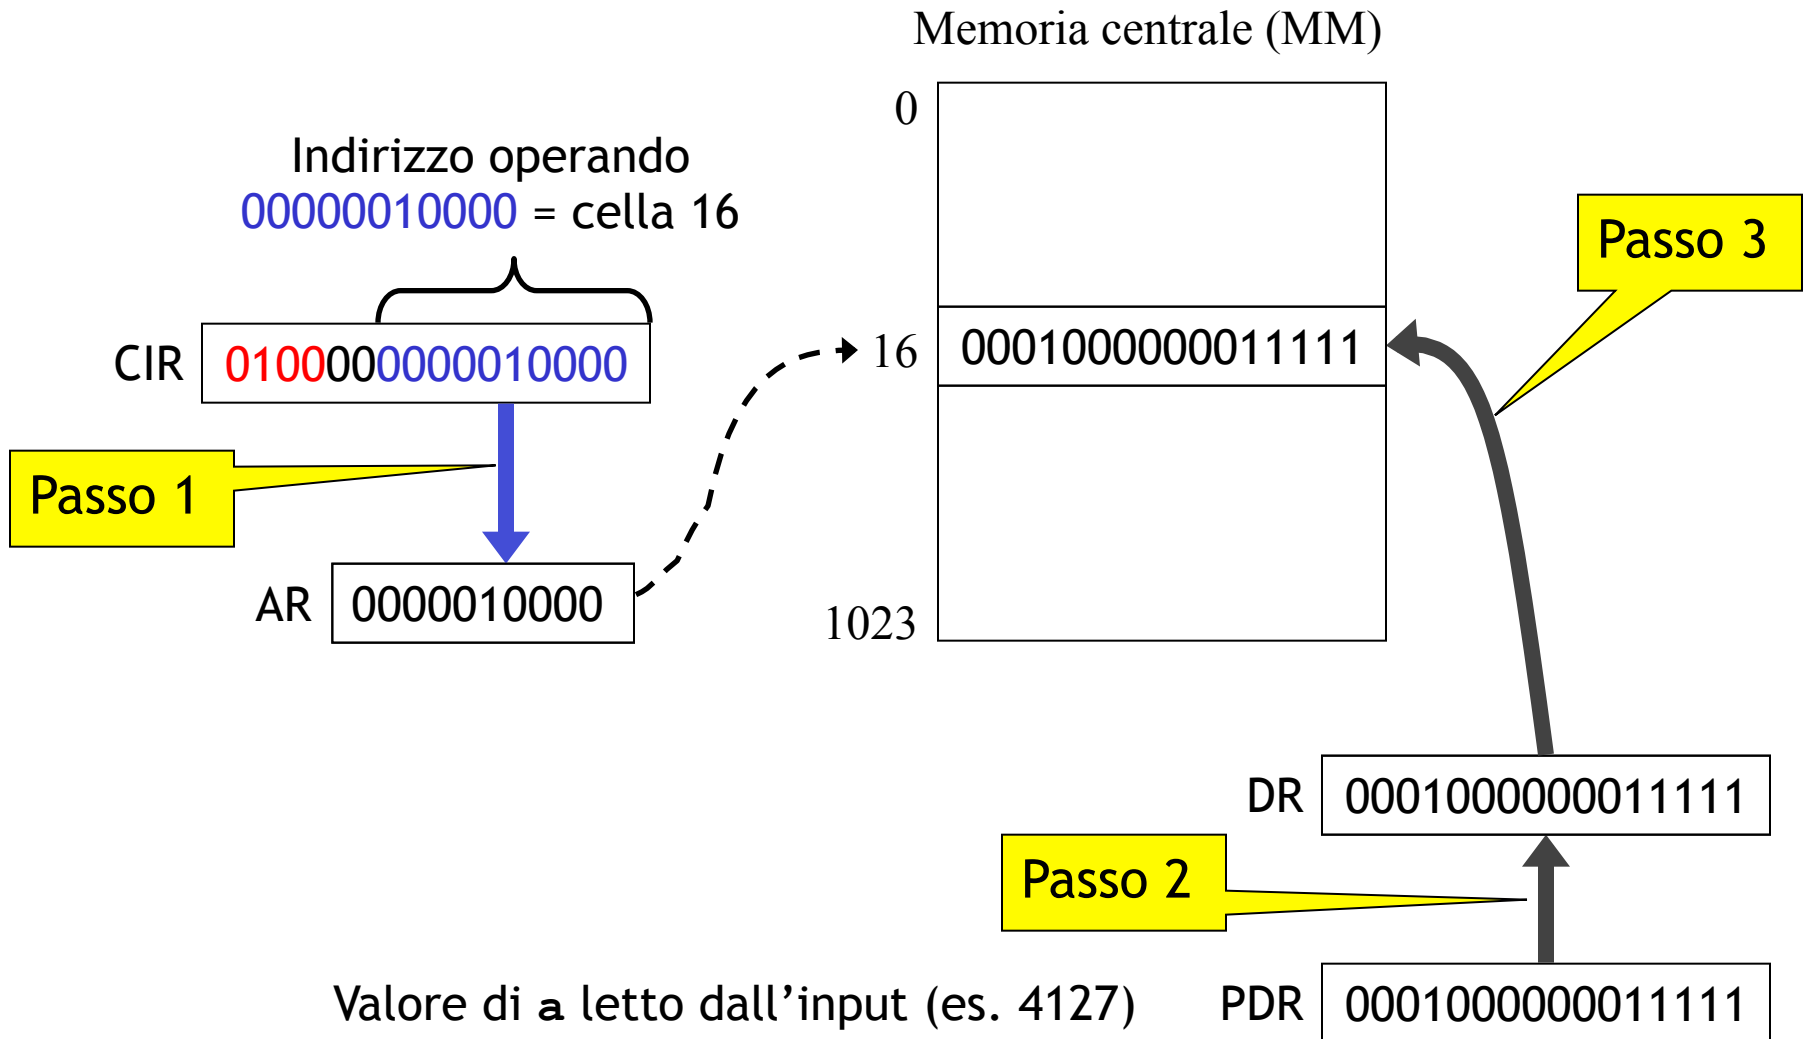 Memoria centrale (MM)
0
Indirizzo operando
00000010000 = cella 16
Passo 3
CIR 0100000000010000
16 0001000000011111
Passo 1
AR 0000010000
1023
DR 0001000000011111
Passo 2
Valore di a letto dall’input (es. 4127) PDR 0001000000011111